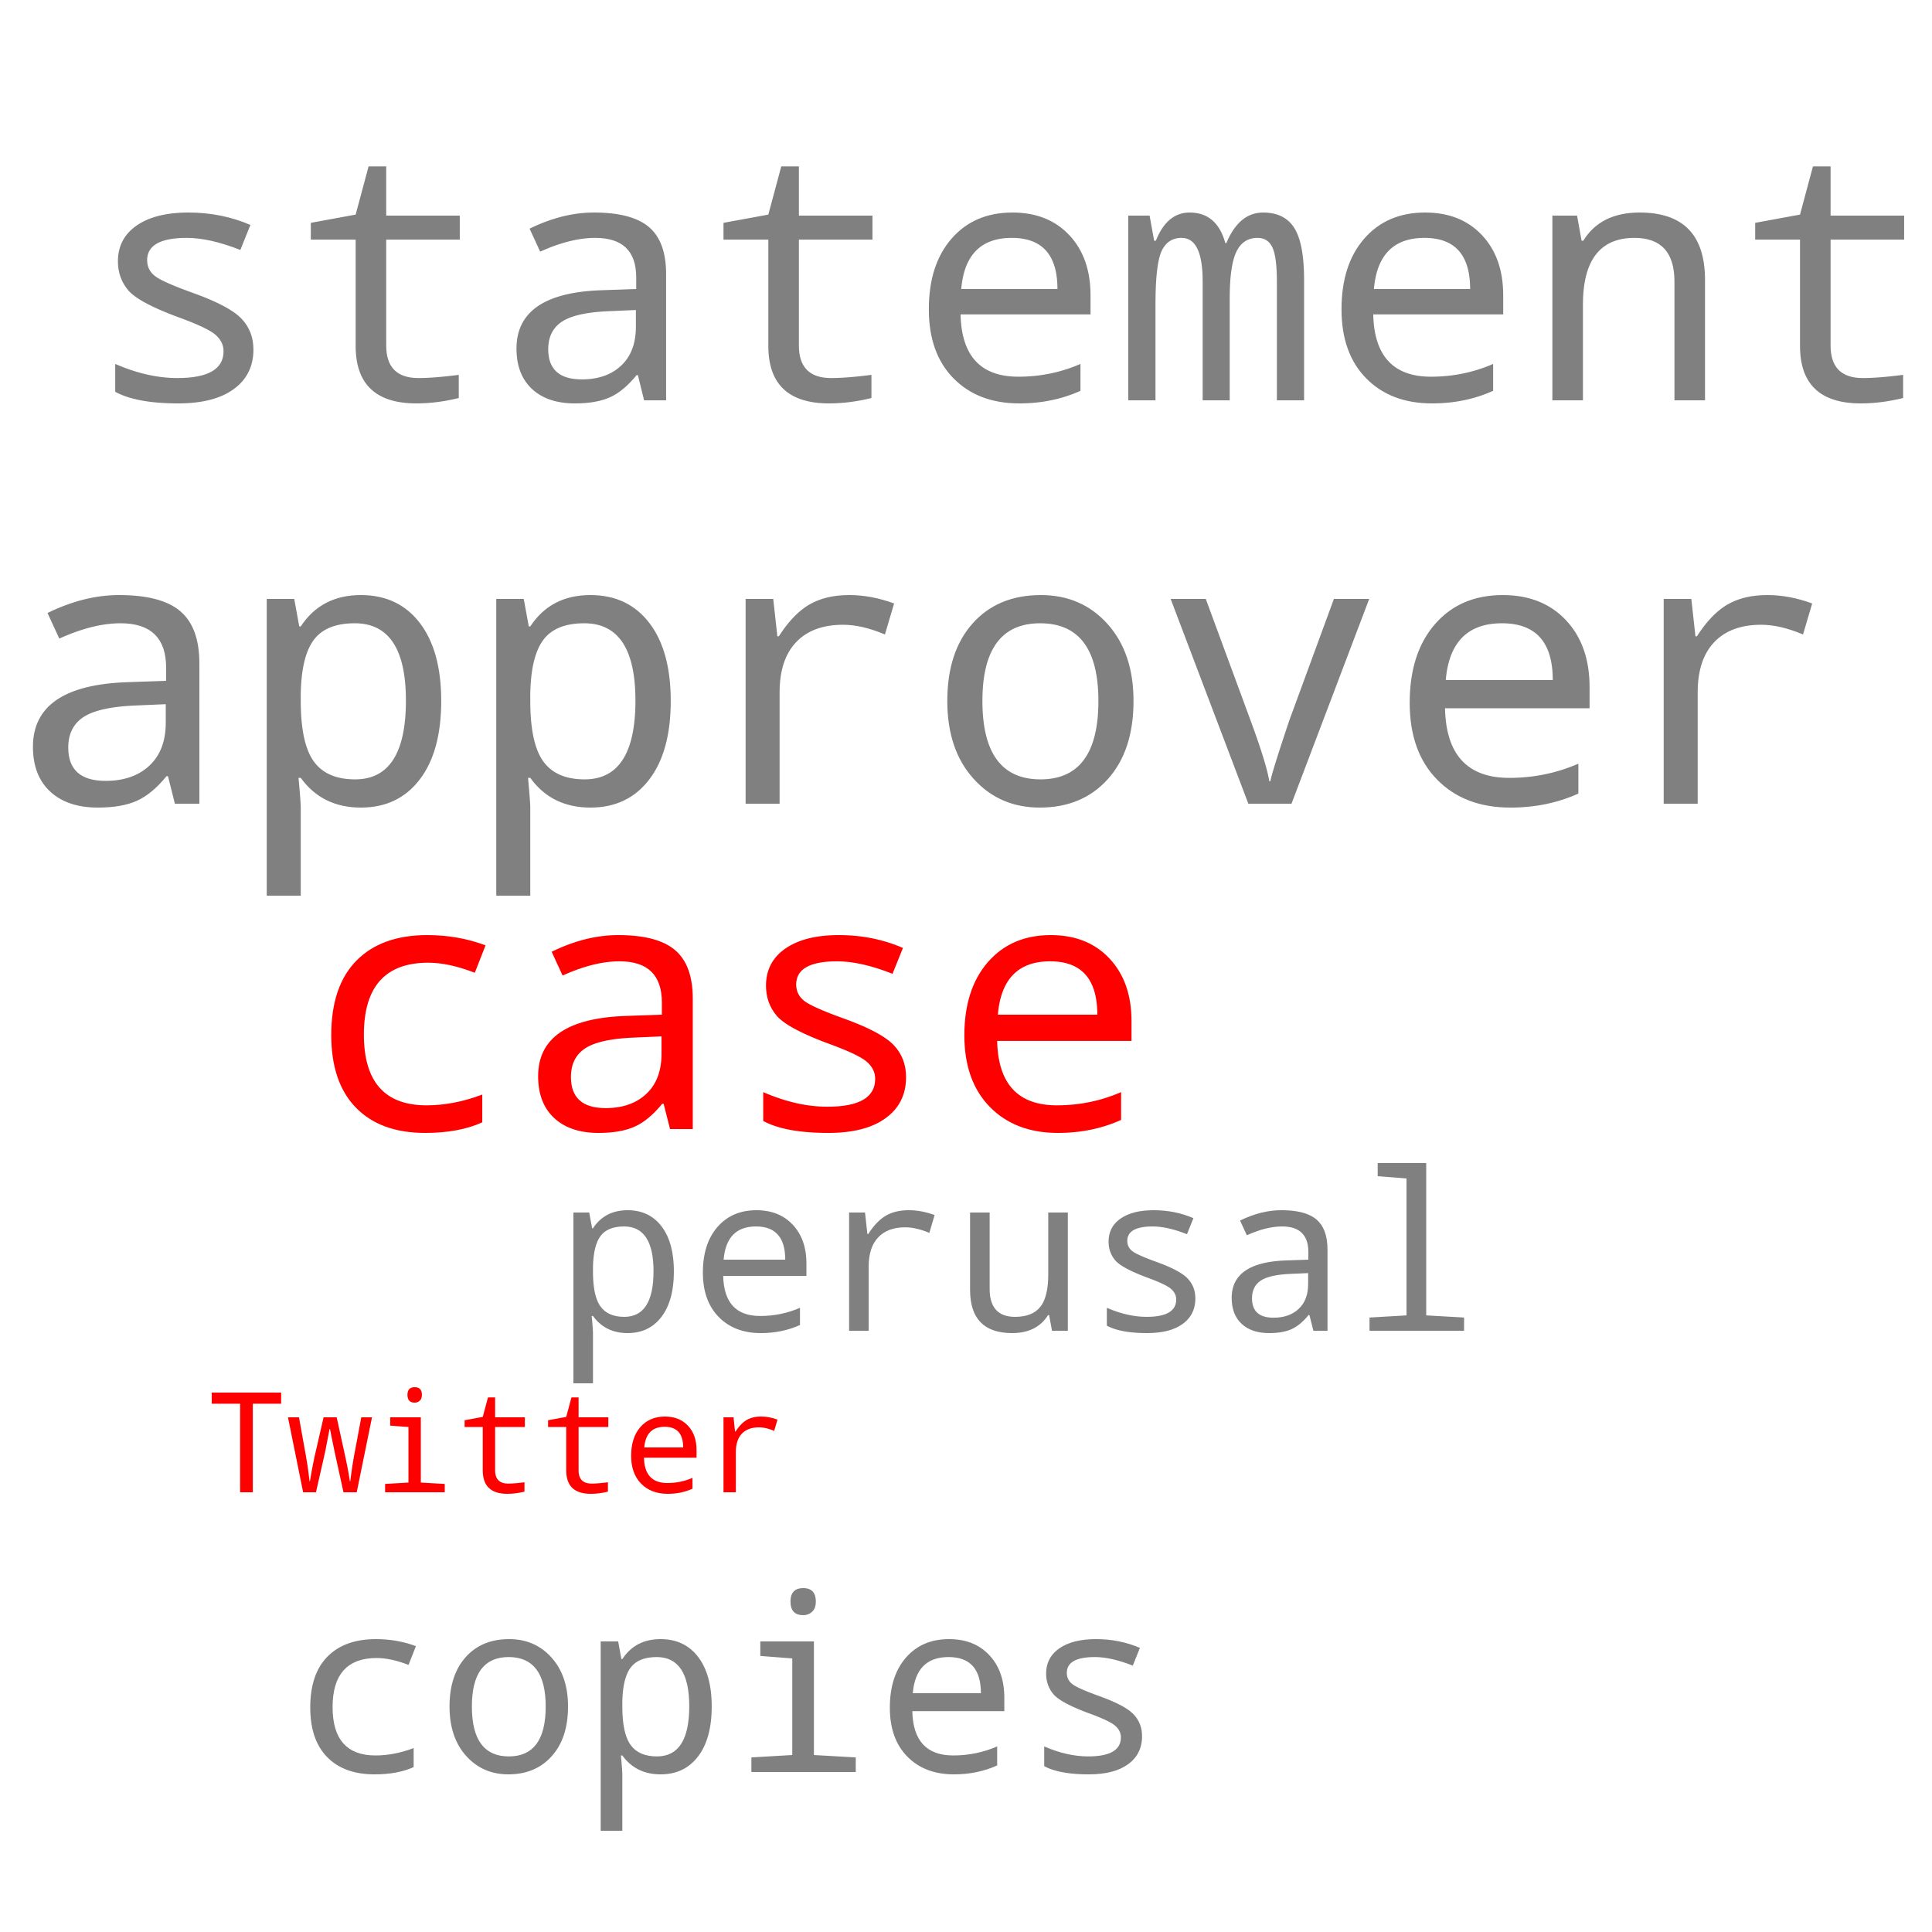 statement
approver
case
perusal
Twitter
copies